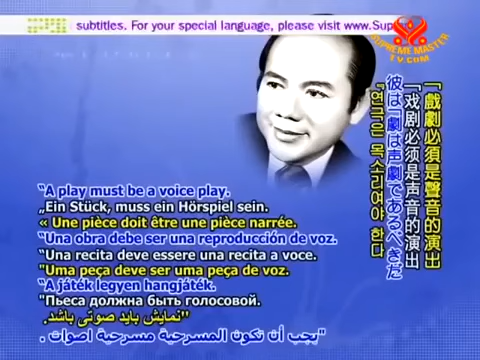 subtitles. For your special language, please visit www.Sup
SUPREME MASTER
TV.COM
「戲劇必須是聲音的演出
「戏剧必须是声音的演出
彼は「劇は声劇であるべきだ
"연극은 목소리여야 한다
"A play must be a voice play.
„Ein Stück, muss ein Hörspiel sein.
« Une pièce doit être une pièce narrée.
"Una obra debe ser una reproducción de voz.
"Una recita deve essere una recita a voce.
"Uma peça deve ser uma peça de voz.
"A játék legyen hangjáték.
"Пьеса должна быть голосовой.
"نمایش باید صوتی باشد.
"يجب أن تكون المسرحية مسرحية أصوات .